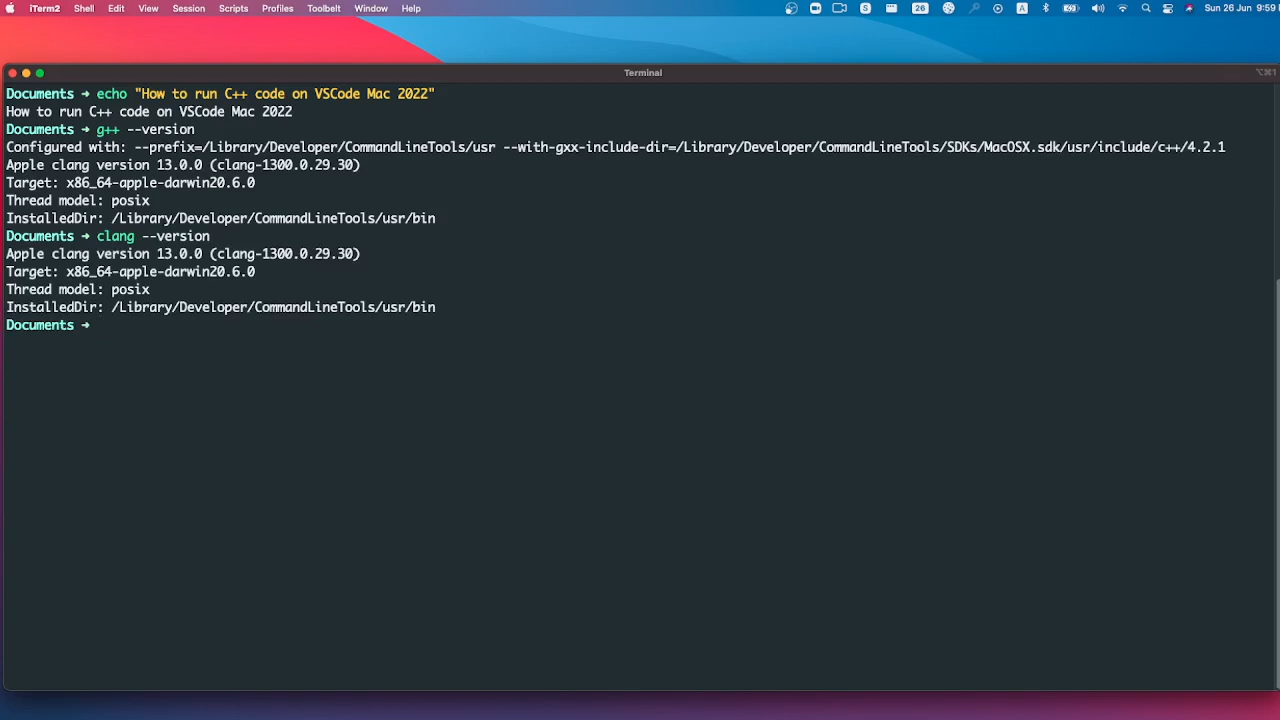 iTerm2 Shell Edit View Session Scripts Profiles Toolbelt Window Help S 26 A Sun 26 Jun 9:59
Terminal ⌥⌘1
Documents → echo "How to run C++ code on VSCode Mac 2022"
How to run C++ code on VSCode Mac 2022
Documents → g++ --version
Configured with: --prefix=/Library/Developer/CommandLineTools/usr --with-gxx-include-dir=/Library/Developer/CommandLineTools/SDKs/MacOSX.sdk/usr/include/c++/4.2.1
Apple clang version 13.0.0 (clang-1300.0.29.30)
Target: x86_64-apple-darwin20.6.0
Thread model: posix
InstalledDir: /Library/Developer/CommandLineTools/usr/bin
Documents → clang --version
Apple clang version 13.0.0 (clang-1300.0.29.30)
Target: x86_64-apple-darwin20.6.0
Thread model: posix
InstalledDir: /Library/Developer/CommandLineTools/usr/bin
Documents →